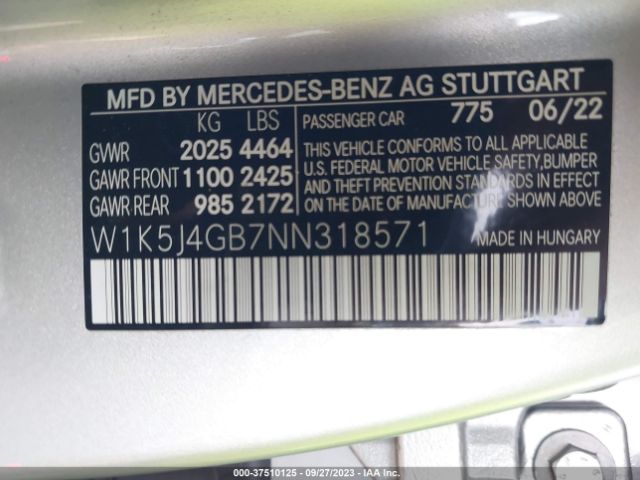 MFD BY MERCEDES-BENZ AG STUTTGART
KG LBS
GVWR 2025 4464
GAWR FRONT 1100 2425
GAWR REAR 985 2172
PASSENGER CAR 775 06/22
THIS VEHICLE CONFORMS TO ALL APPLICABLE
U.S. FEDERAL MOTOR VEHICLE SAFETY, BUMPER
AND THEFT PREVENTION STANDARDS IN EFFECT
ON THE DATE OF MANUFACTURE SHOWN ABOVE
W1K5J4GB7NN318571 MADE IN HUNGARY
000-37510125 - 09/27/2023 - IAA Inc.